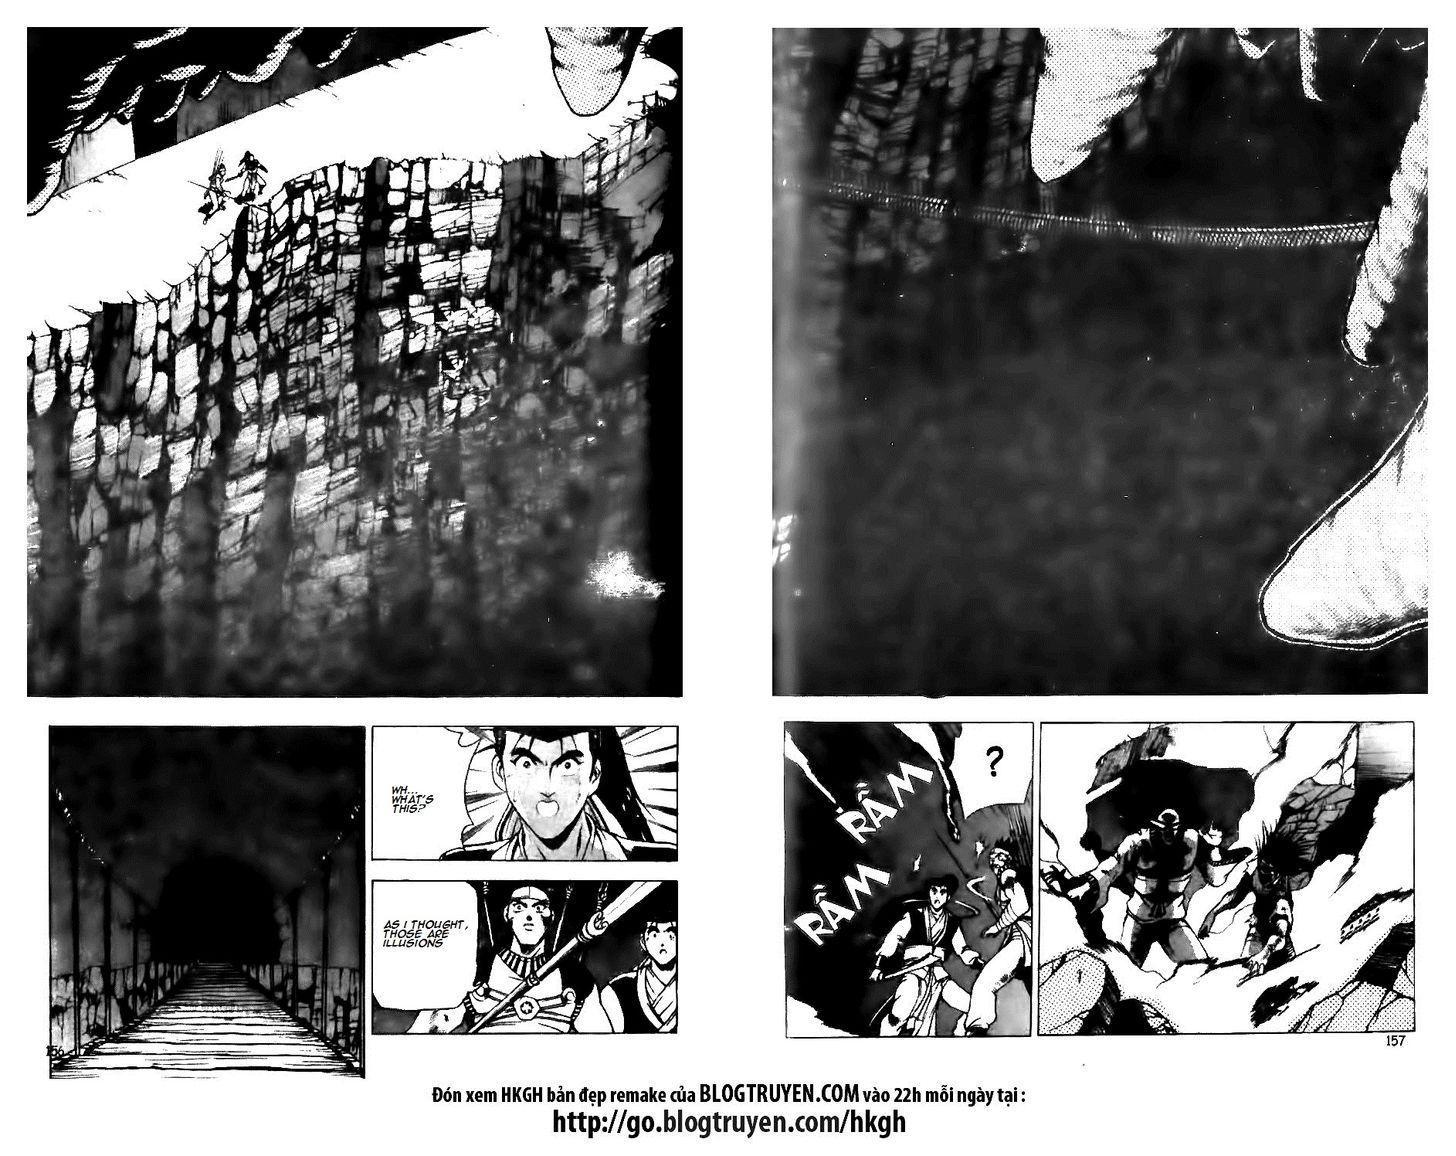 WH...
WHAT'S
THIS?
AS I THOUGHT,
THOSE ARE
ILLUSIONS
156
?
RẦM
RẦM
157
Đón xem HKGH bản đẹp remake của BLOGTRUYEN.COM vào 22h mỗi ngày tại :
http://go.blogtruyen.com/hkgh